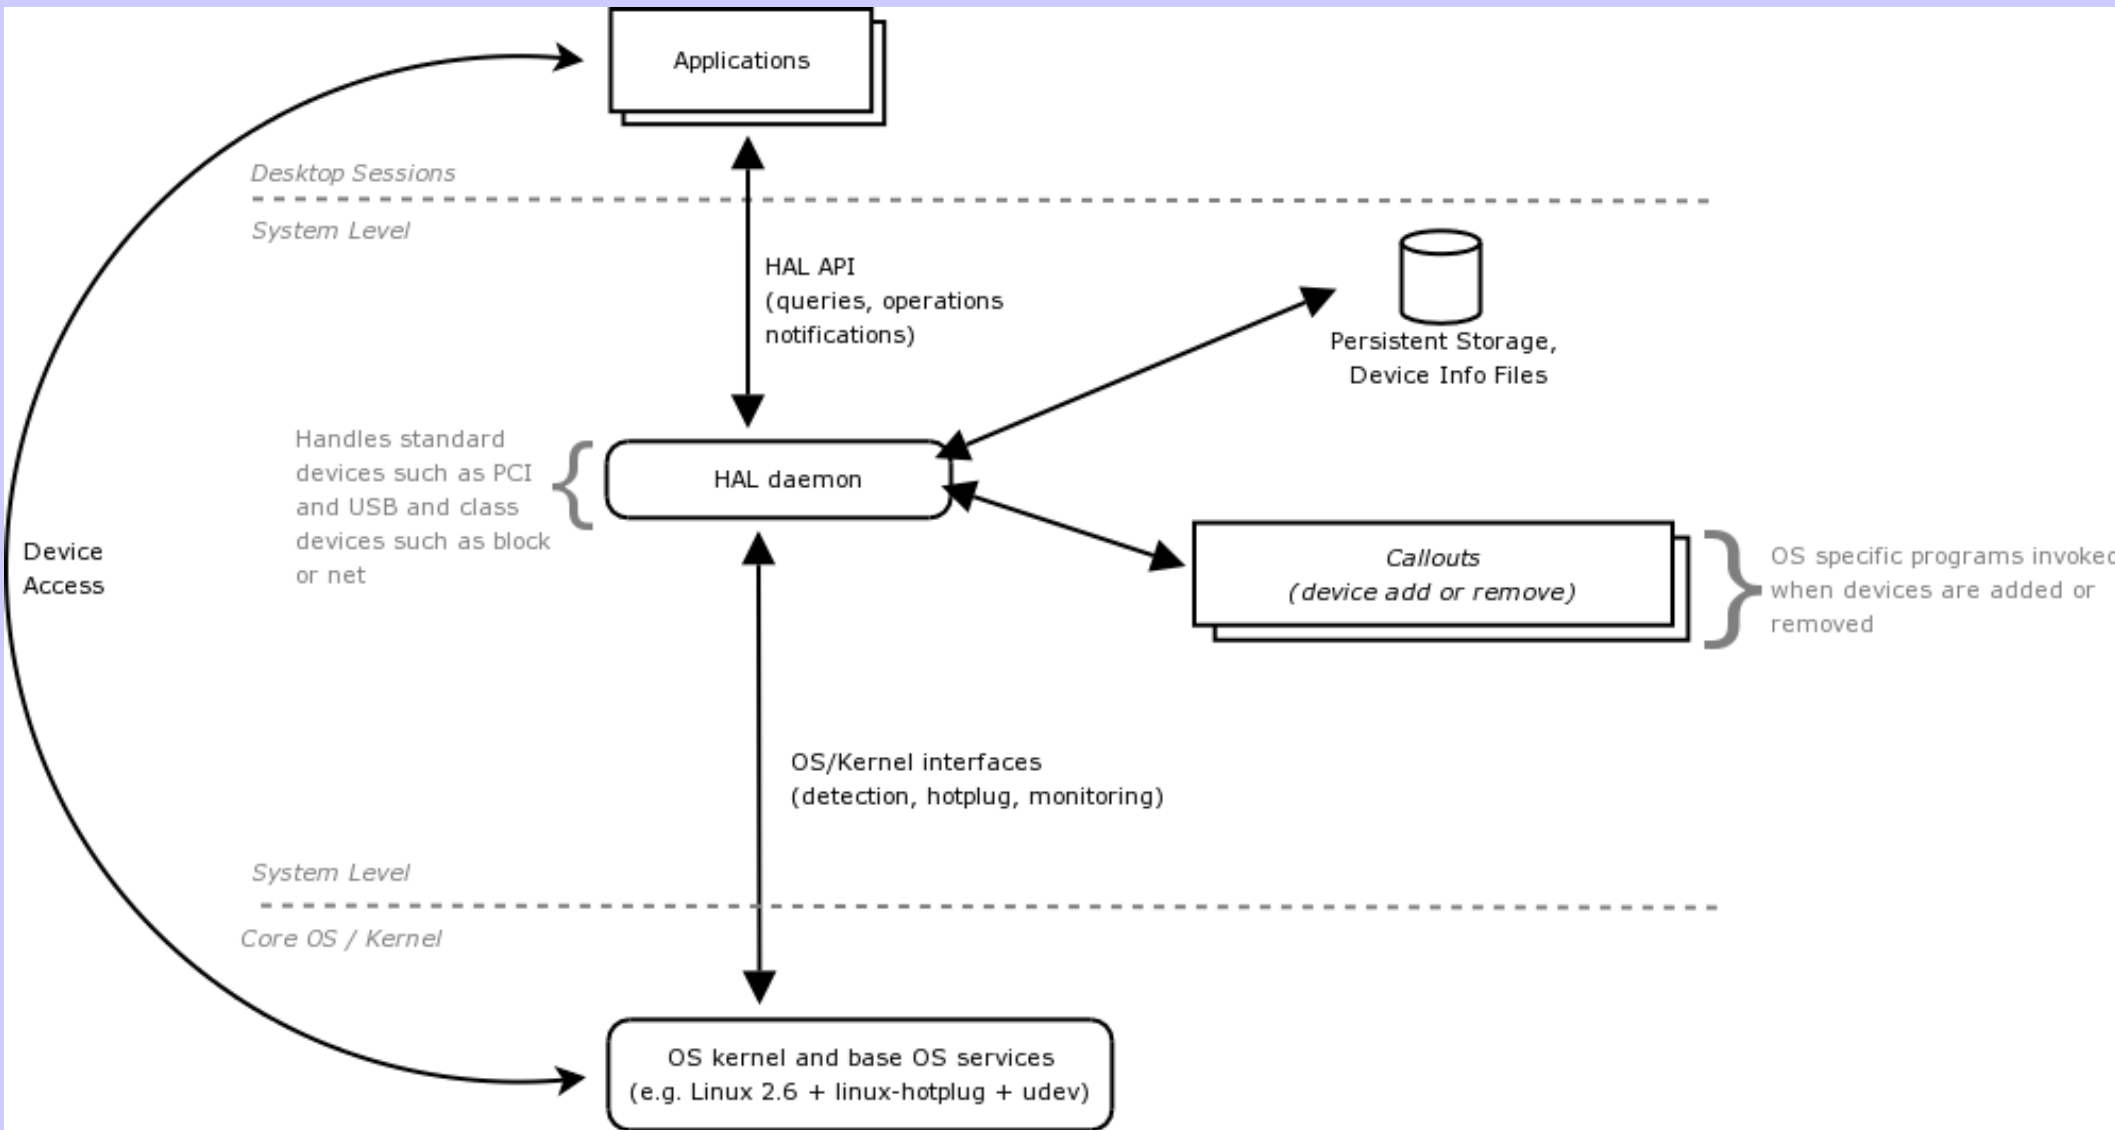 Applications
Desktop Sessions
System Level
HAL API
(queries, operations
notifications)
Persistent Storage,
Device Info Files
Handles standard
devices such as PCI
and USB and class
devices such as block
or net
HAL daemon
Device
Access
Callouts
(device add or remove)
OS specific programs invoked
when devices are added or
removed
OS/Kernel interfaces
(detection, hotplug, monitoring)
System Level
Core OS / Kernel
OS kernel and base OS services
(e.g. Linux 2.6 + linux-hotplug + udev)